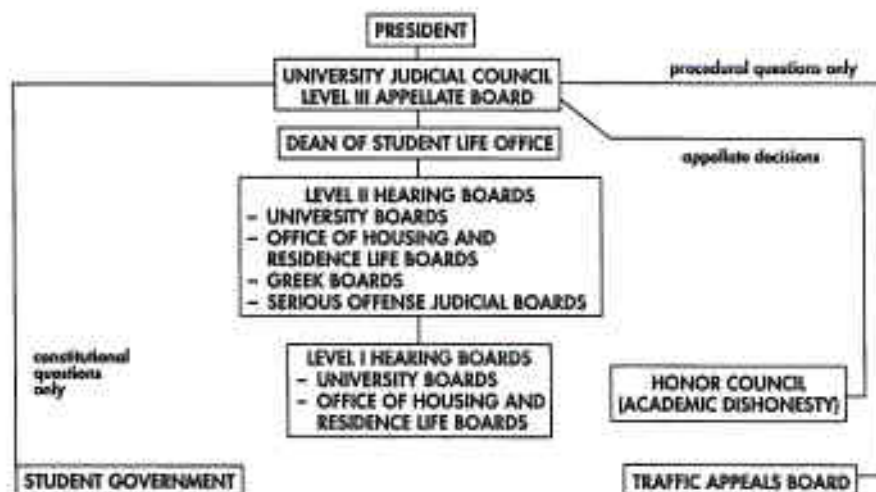 PRESIDENT
UNIVERSITY JUDICIAL COUNCIL
LEVEL III APPELLATE BOARD
procedural questions only
DEAN OF STUDENT LIFE OFFICE
appellate decisions
LEVEL II HEARING BOARDS
– UNIVERSITY BOARDS
– OFFICE OF HOUSING AND
RESIDENCE LIFE BOARDS
– GREEK BOARDS
– SERIOUS OFFENSE JUDICIAL BOARDS
constitutional
questions
only
LEVEL I HEARING BOARDS
– UNIVERSITY BOARDS
– OFFICE OF HOUSING AND
RESIDENCE LIFE BOARDS
HONOR COUNCIL
(ACADEMIC DISHONESTY)
STUDENT GOVERNMENT
TRAFFIC APPEALS BOARD